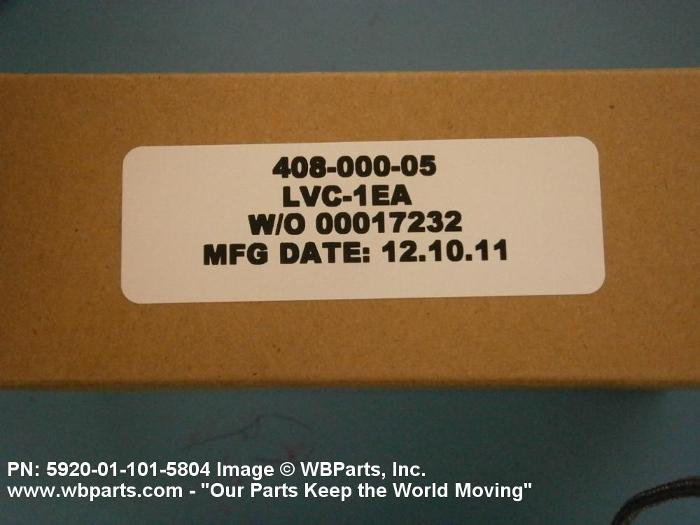 408-000-05
LVC-1EA
W/O 00017232
MFG DATE: 12.10.11
PN: 5920-01-101-5804 Image © WBParts, Inc.
www.wbparts.com - "Our Parts Keep the World Moving"